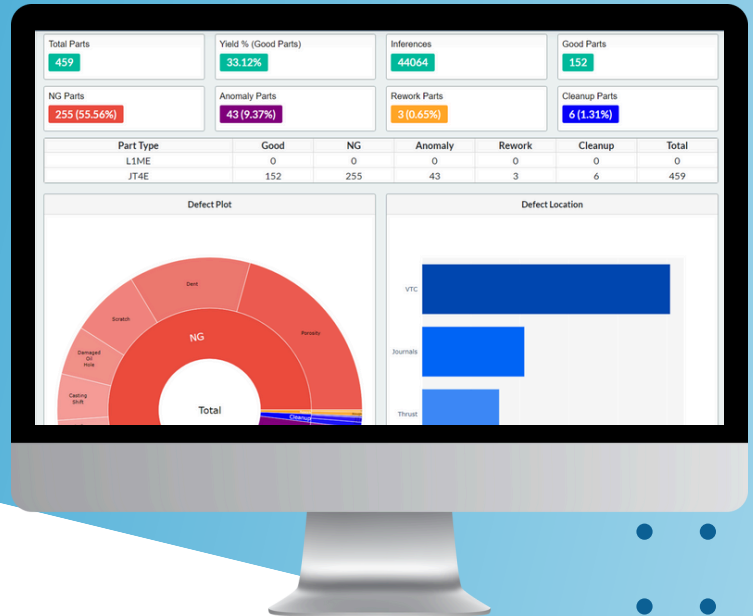 Total Parts
459
Yield % (Good Parts)
33.12%
Inferences
44064
Good Parts
152
NG Parts
255 (55.56%)
Anomaly Parts
43 (9.37%)
Rework Parts
3 (0.65%)
Cleanup Parts
6 (1.31%)
Part Type Good NG Anomaly Rework Cleanup Total
L1ME 0 0 0 0 0 0
JT4E 152 255 43 3 6 459
Defect Plot
Dent
Scratch
Porosity
NG
Damaged
Oil
Hole
Casting
Shift
Total
Cleanup
Defect Location
VTC
Journals
Thrust